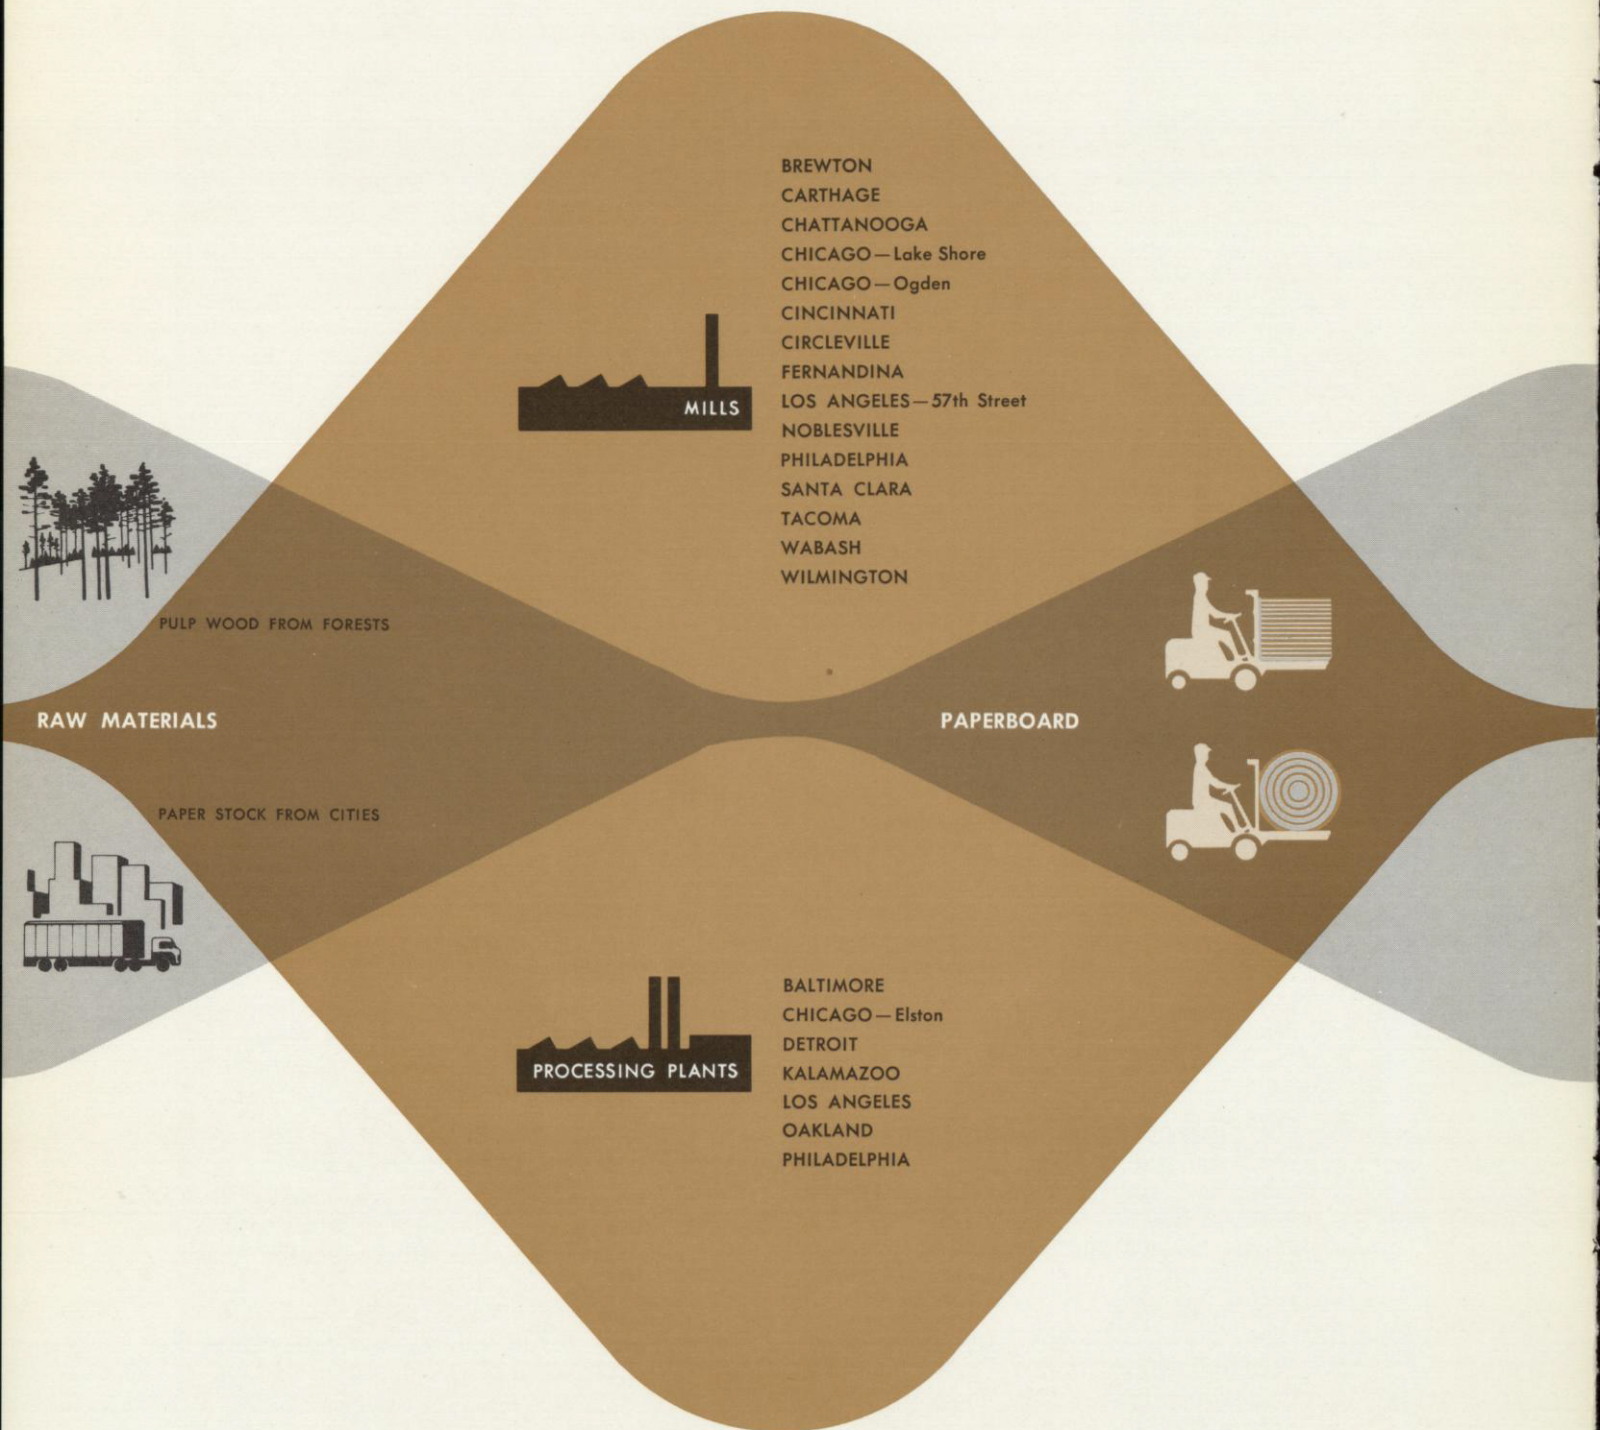 BREWTON
CARTHAGE
CHATTANOOGA
CHICAGO—Lake Shore
CHICAGO—Ogden
CINCINNATI
CIRCLEVILLE
FERNANDINA
LOS ANGELES—57th Street
NOBLESVILLE
PHILADELPHIA
SANTA CLARA
TACOMA
WABASH
WILMINGTON
MILLS
PULP WOOD FROM FORESTS
RAW MATERIALS
PAPERBOARD
PAPER STOCK FROM CITIES
PROCESSING PLANTS
BALTIMORE
CHICAGO—Elston
DETROIT
KALAMAZOO
LOS ANGELES
OAKLAND
PHILADELPHIA